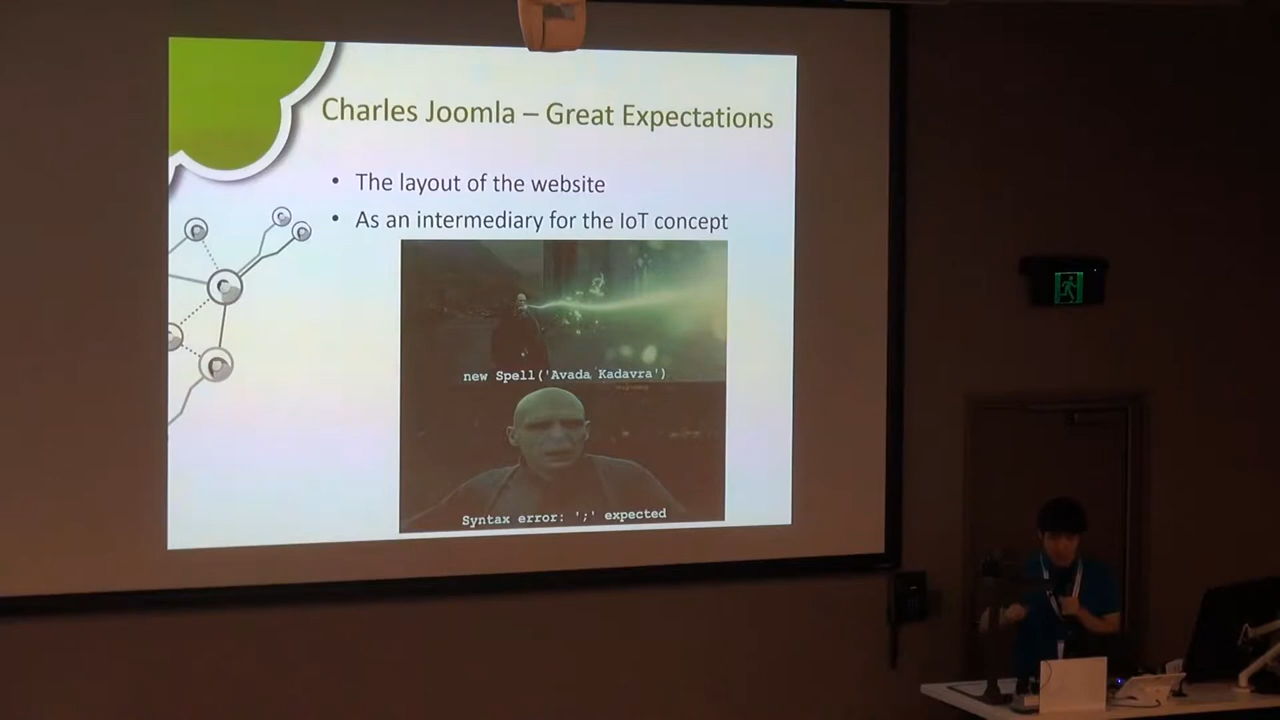 Charles Joomla – Great Expectations
• The layout of the website
• As an intermediary for the IoT concept
new Spell('Avada Kadavra')
Syntax error: ';' expected